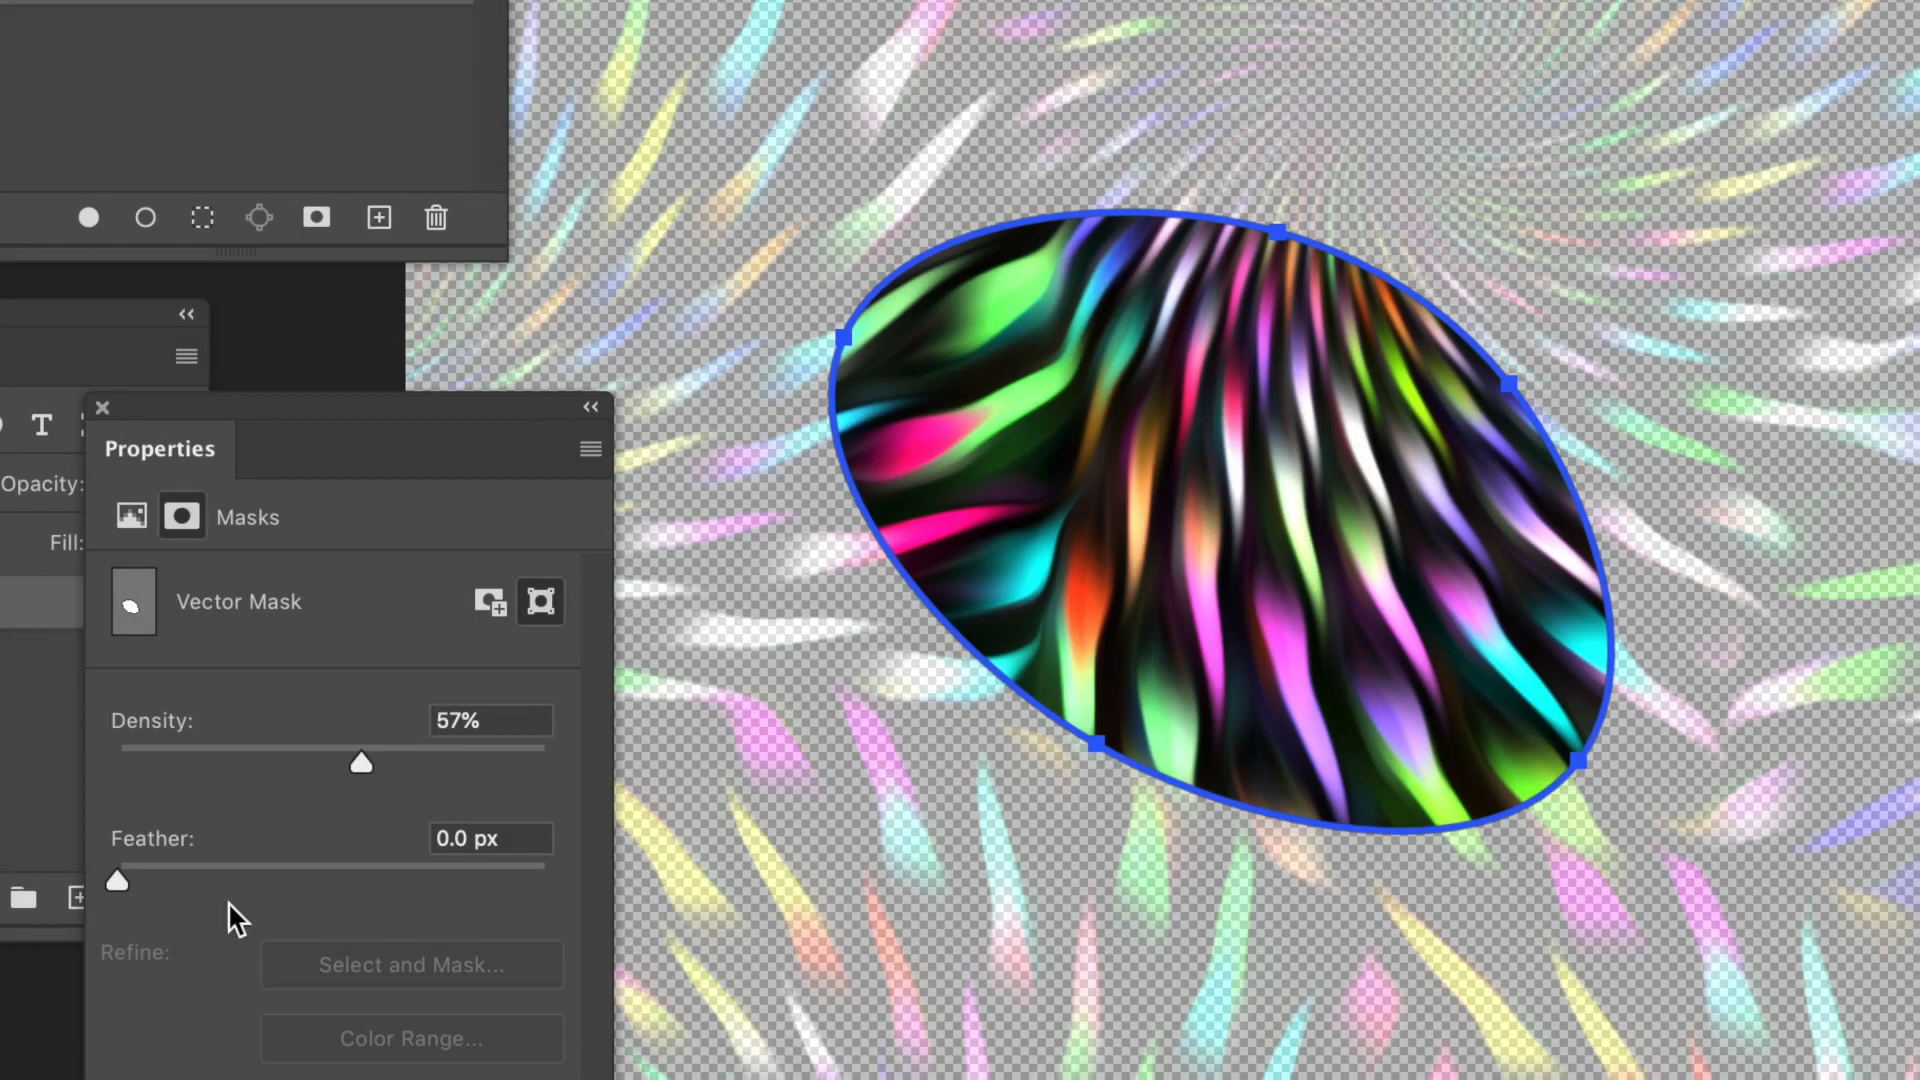 Opacity:
Fill:
Properties
Masks
Vector Mask
Density:
57%
Feather:
0.0 px
Refine:
Select and Mask...
Color Range...